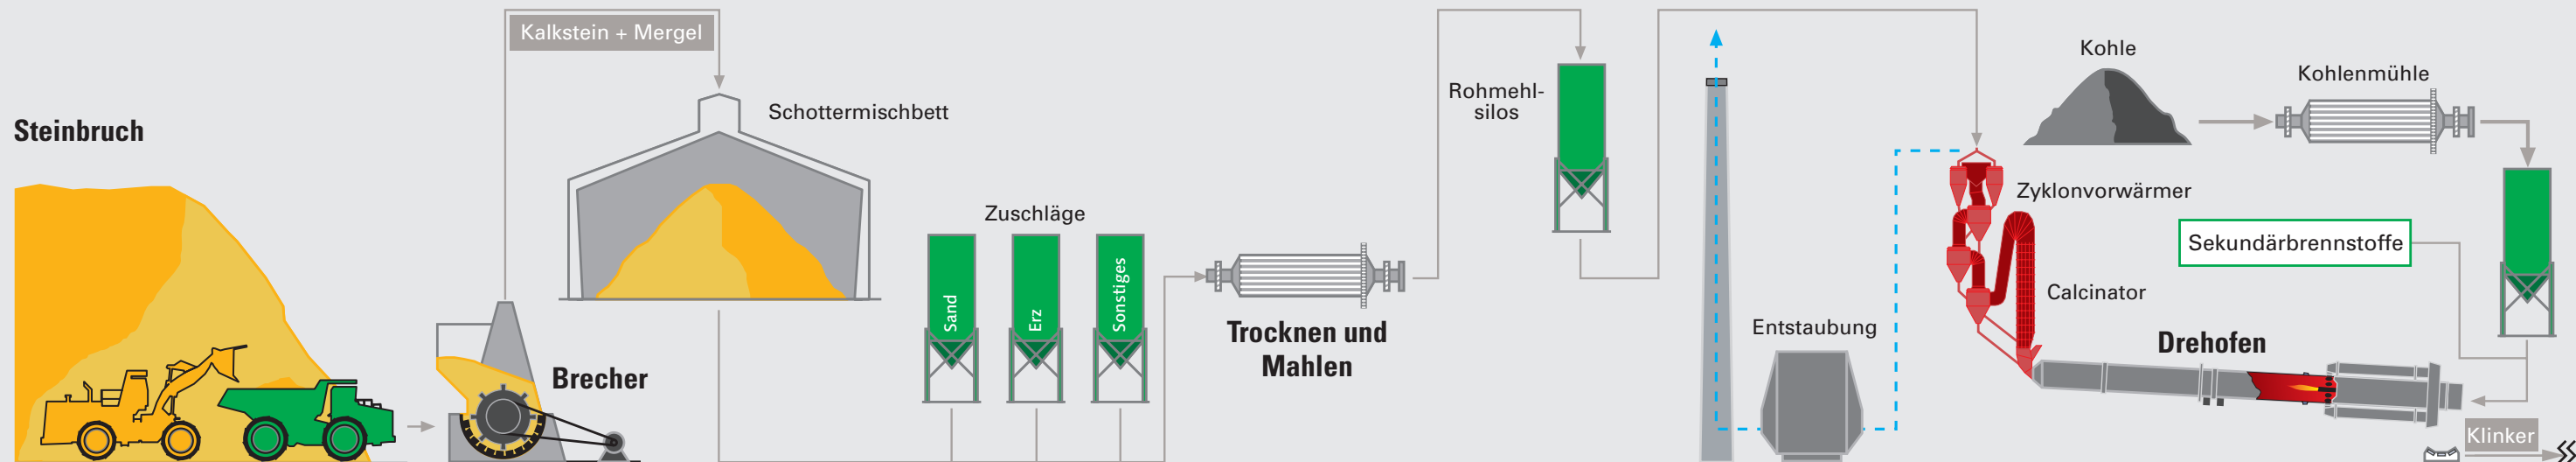 Steinbruch
Kalkstein + Mergel
Brecher
Schottermischbett
Zuschläge
Sand
Erz
Sonstiges
Trocknen und
Mahlen
Rohmehl-
silos
Entstaubung
Zyklonvorwärmer
Calcinator
Kohle
Kohlenmühle
Sekundärbrennstoffe
Drehofen
Klinker